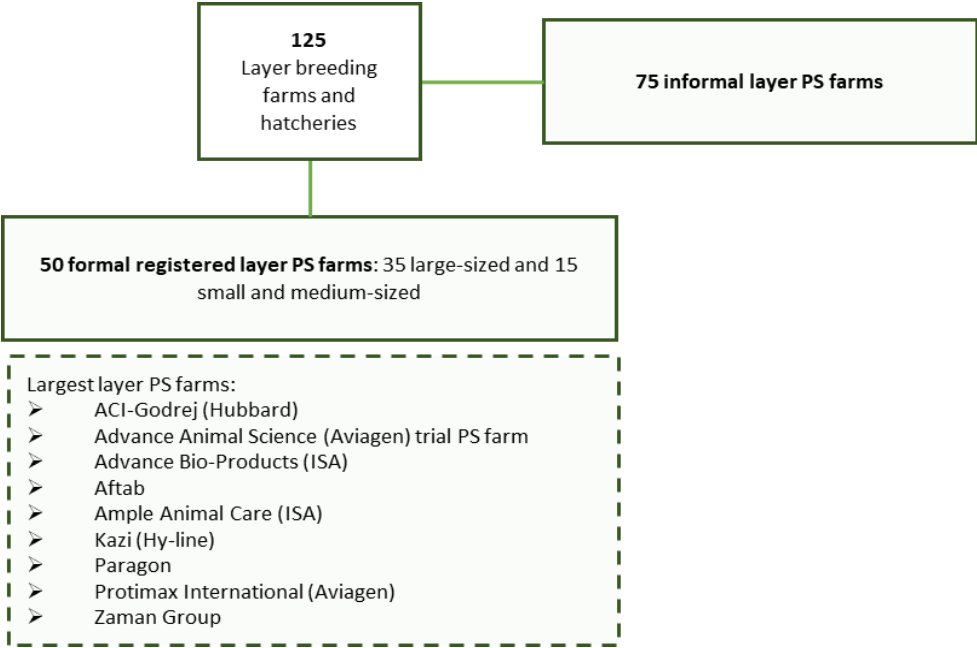 125
Layer breeding
farms and
hatcheries
75 informal layer PS farms
50 formal registered layer PS farms: 35 large-sized and 15
small and medium-sized
Largest layer PS farms:
➢ ACI-Godrej (Hubbard)
➢ Advance Animal Science (Aviagen) trial PS farm
➢ Advance Bio-Products (ISA)
➢ Aftab
➢ Ample Animal Care (ISA)
➢ Kazi (Hy-line)
➢ Paragon
➢ Protimax International (Aviagen)
➢ Zaman Group